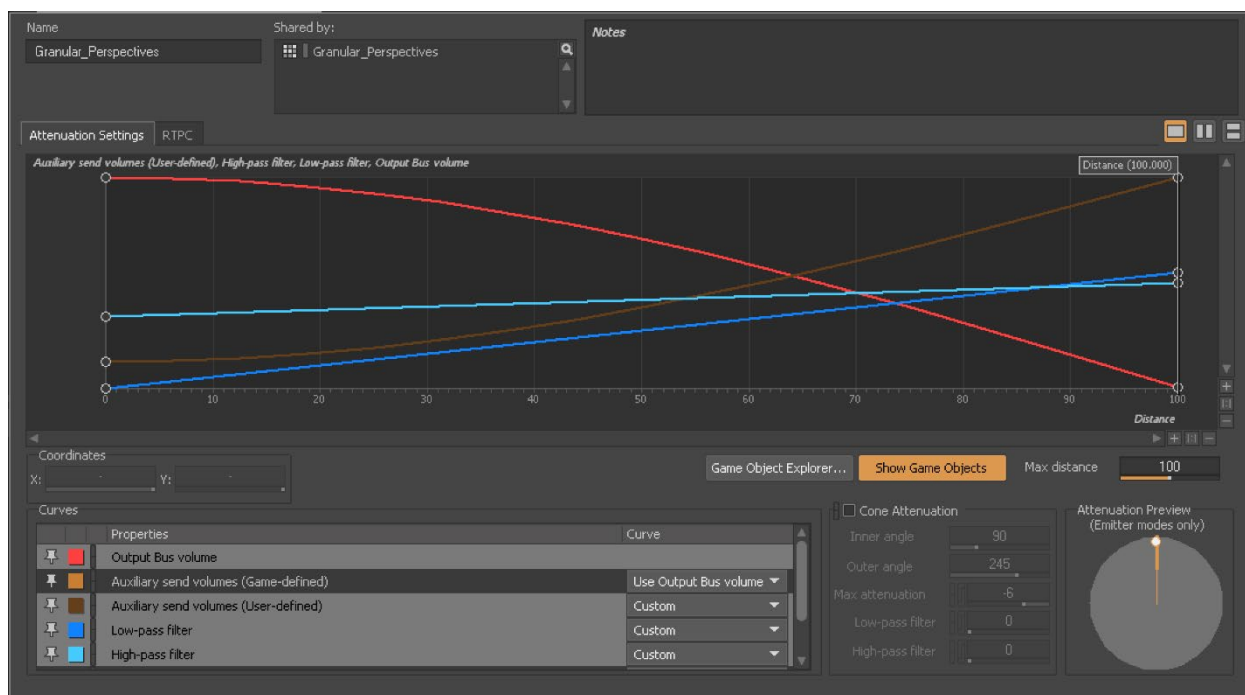 Name
Shared by:
Notes
Granular_Perspectives
Granular_Perspectives
Attenuation Settings
RTPC
Auxiliary send volumes (User-defined), High-pass filter, Low-pass filter, Output Bus volume
Distance (100.000)
0 10 20 30 40 50 60 70 80 90 100
Distance
Coordinates
X: - Y: -
Game Object Explorer...
Show Game Objects
Max distance 100
Curves
Properties Curve
Output Bus volume
Auxiliary send volumes (Game-defined) Use Output Bus volume
Auxiliary send volumes (User-defined) Custom
Low-pass filter Custom
High-pass filter Custom
Cone Attenuation
Inner angle 90
Outer angle 245
Max attenuation -6
Low-pass filter 0
High-pass filter 0
Attenuation Preview
(Emitter modes only)